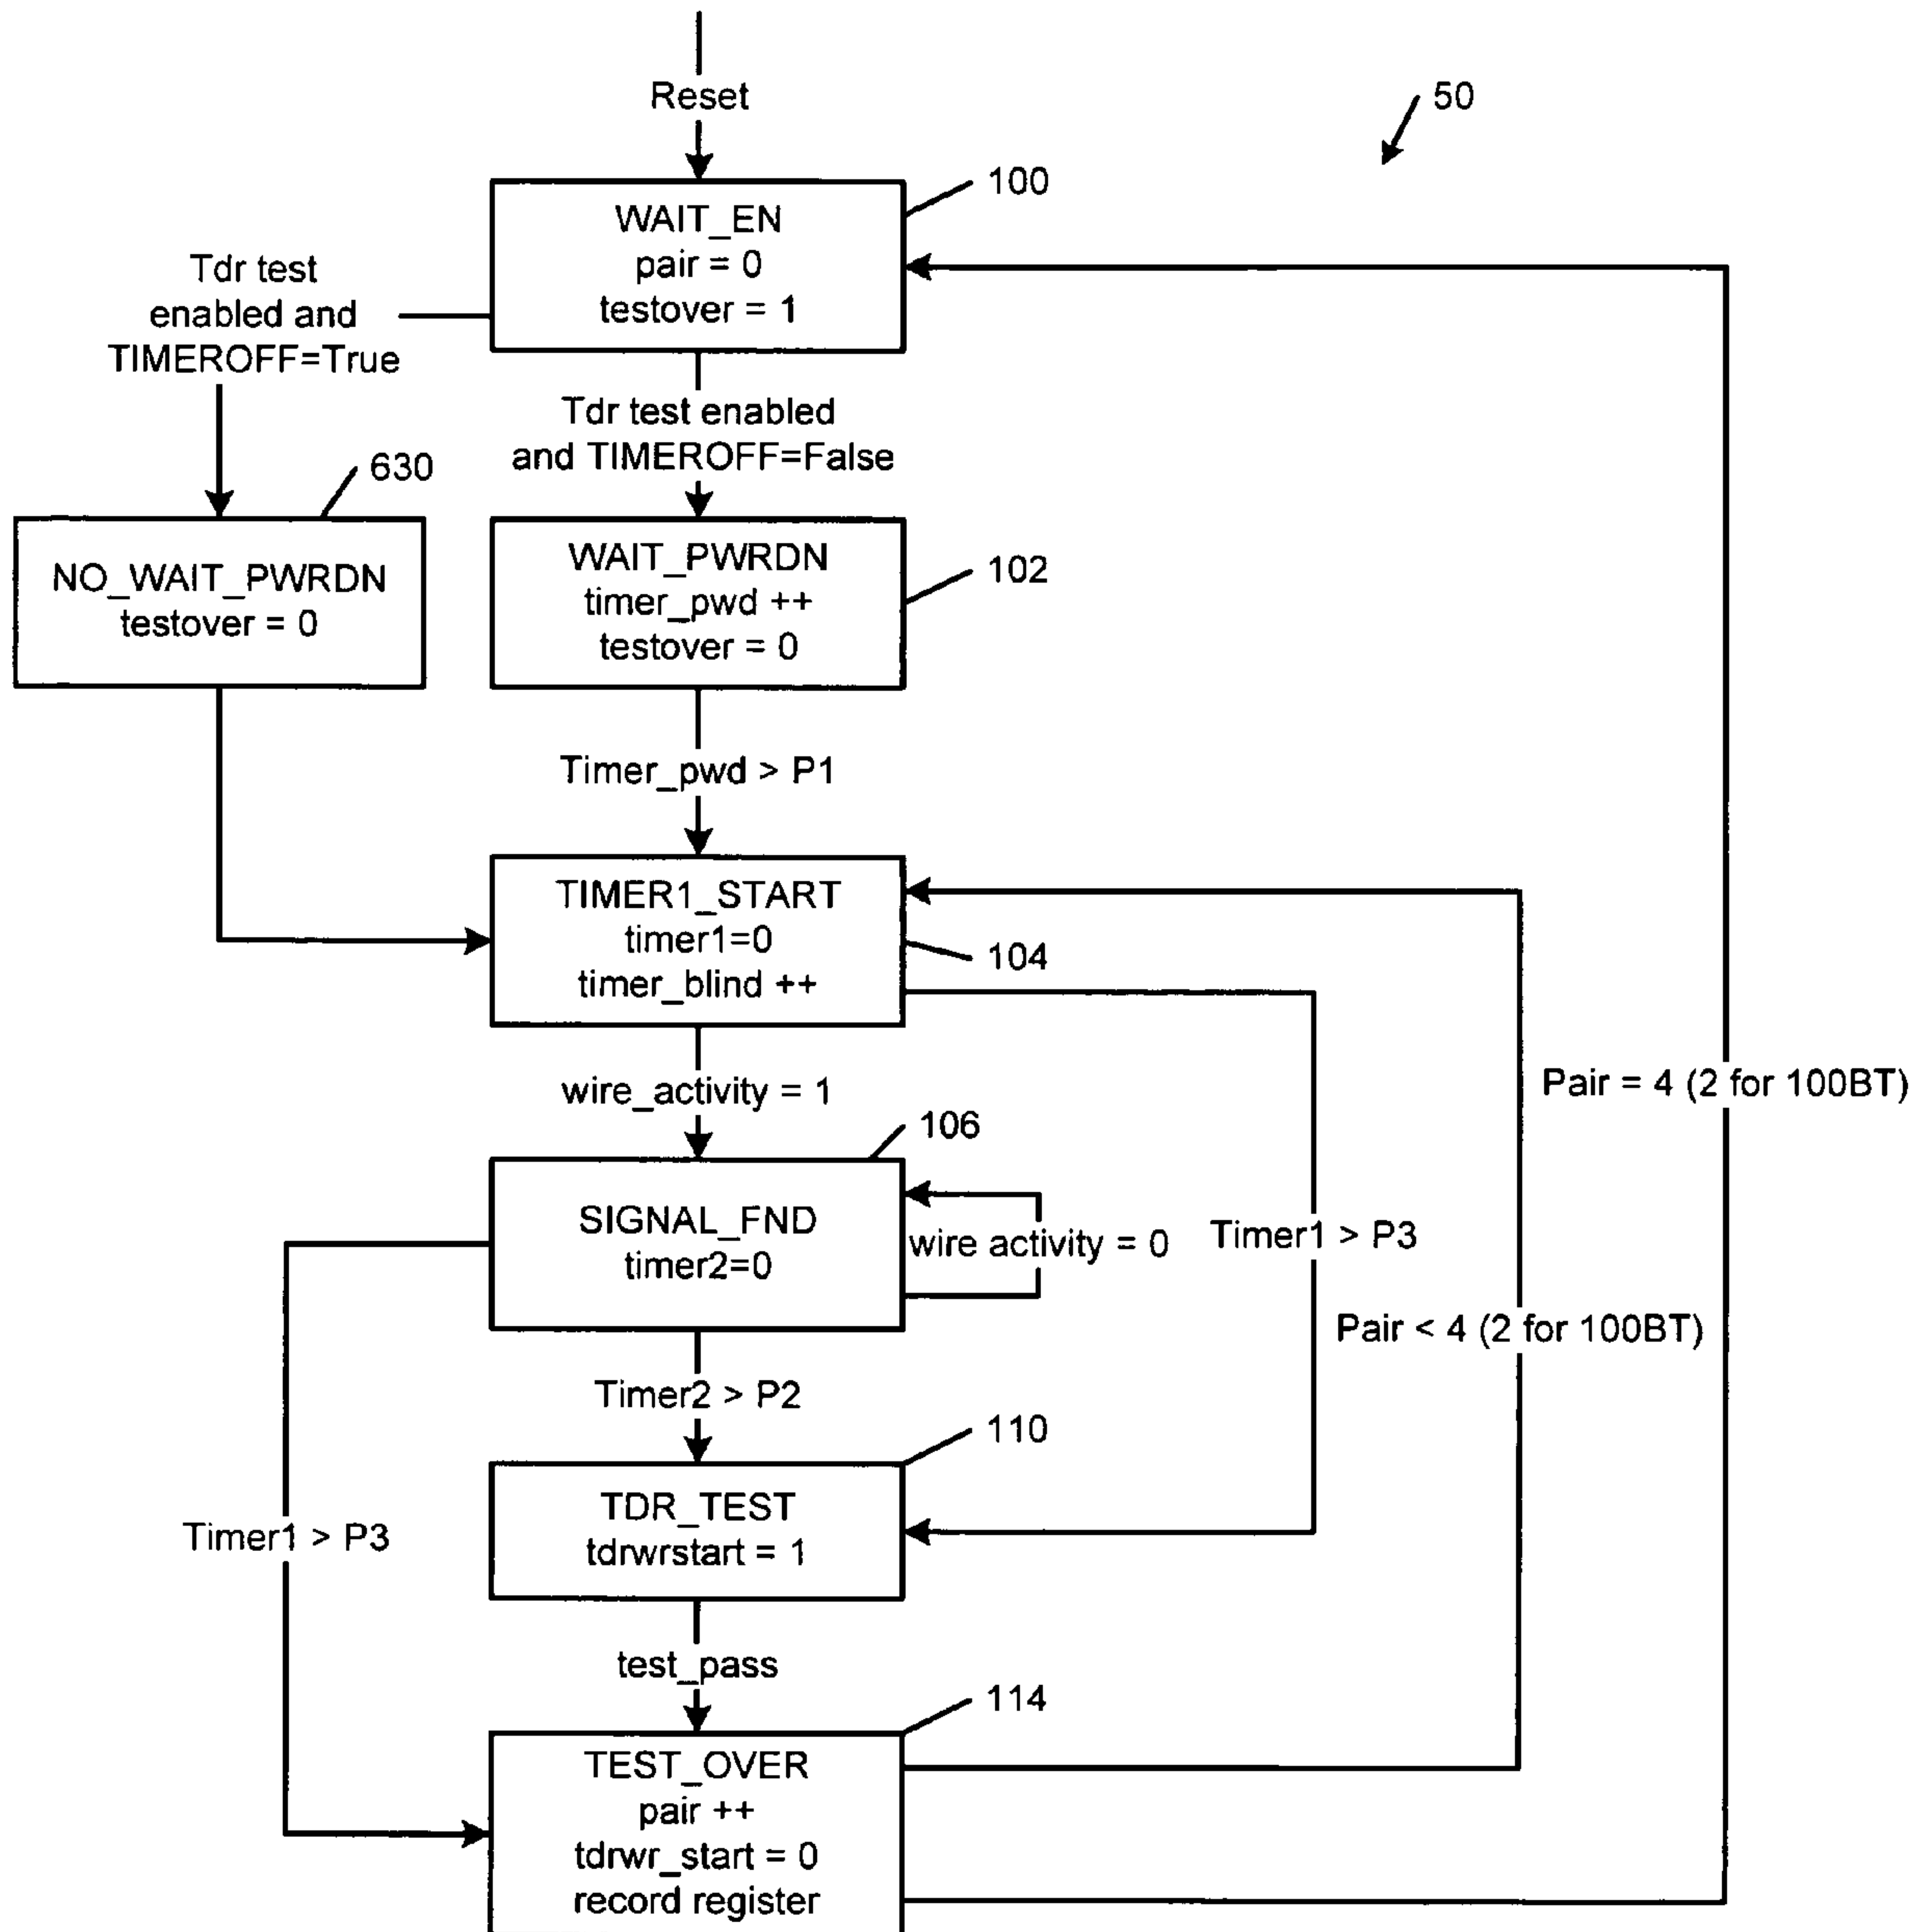 Reset
50
100
WAIT_EN
pair = 0
testover = 1
Tdr test
enabled and
TIMEROFF=True
Tdr test enabled
and TIMEROFF=False
630
NO_WAIT_PWRDN
testover = 0
WAIT_PWRDN
timer_pwd ++
testover = 0
102
Timer_pwd > P1
TIMER1_START
timer1=0
timer_blind ++
104
wire_activity = 1
Pair = 4 (2 for 100BT)
106
SIGNAL_FND
timer2=0
wire activity = 0
Timer1 > P3
Pair < 4 (2 for 100BT)
Timer2 > P2
110
TDR_TEST
tdrwrstart = 1
Timer1 > P3
test_pass
114
TEST_OVER
pair ++
tdrwr_start = 0
record register